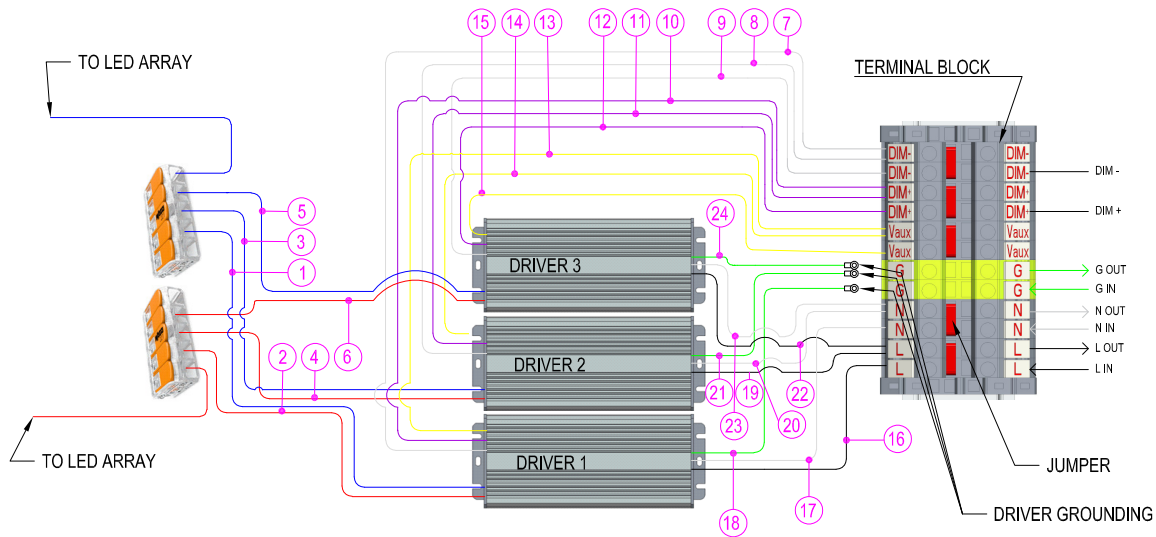 15
14
13
12
11
10
9
8
7
TO LED ARRAY
TERMINAL BLOCK
DIM-
DIM-
DIM-
DIM-
DIM -
DIM+
DIM+
DIM+
DIM+
DIM +
Vaux
Vaux
Vaux
Vaux
5
3
1
24
DRIVER 3
G
G
G OUT
G
G
G IN
N
N
N OUT
N
N
N IN
L
L
L OUT
L
L
L IN
2
4
6
DRIVER 2
21
19
22
20
23
16
TO LED ARRAY
DRIVER 1
JUMPER
18
17
DRIVER GROUNDING